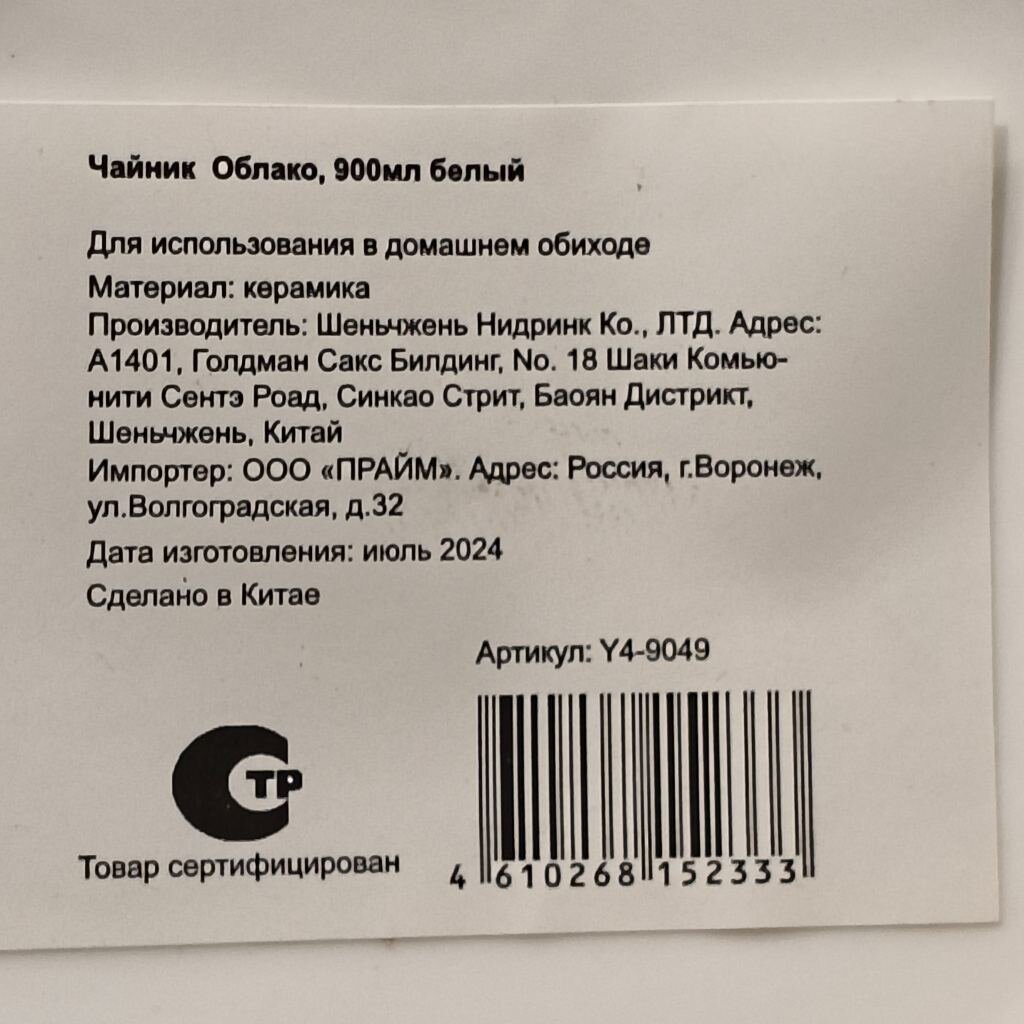 Чайник Облако, 900мл белый
Для использования в домашнем обиходе
Материал: керамика
Производитель: Шеньчжень Нидринк Ко., ЛТД. Адрес:
А1401, Голдман Сакс Билдинг, No. 18 Шаки Комью-
нити Сентэ Роад, Синкао Стрит, Баоян Дистрикт,
Шеньчжень, Китай
Импортер: ООО «ПРАЙМ». Адрес: Россия, г.Воронеж,
ул.Волгоградская, д.32
Дата изготовления: июль 2024
Сделано в Китае
Артикул: Y4-9049
СТР
Товар сертифицирован
4 610268 152333